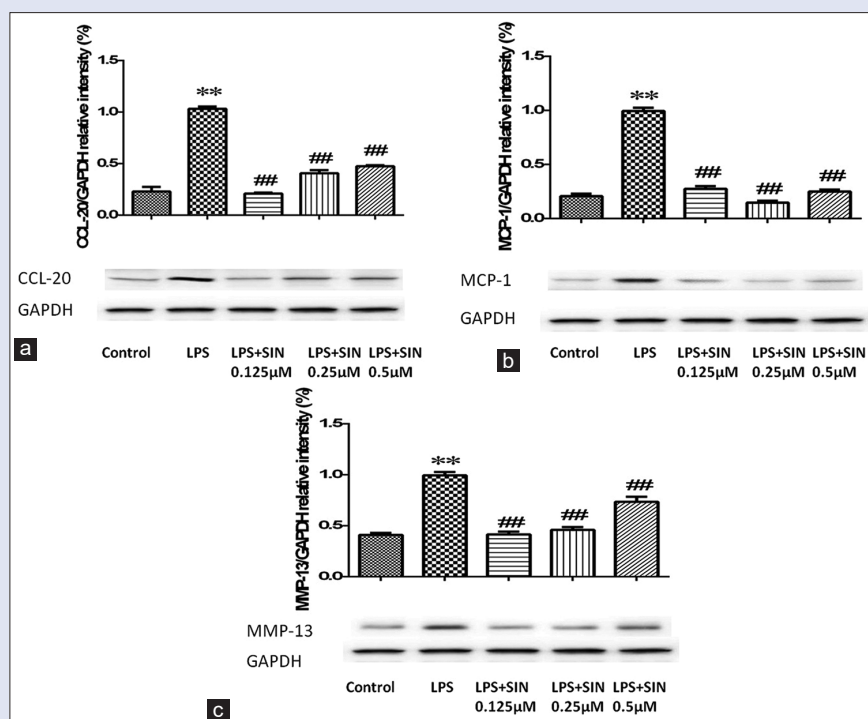 CCL-20/GAPDH relative intensity (%)
1.5
1.0
0.5
0.0
**
##
##
##
CCL-20
GAPDH
Control LPS LPS+SIN LPS+SIN LPS+SIN
0.125μM 0.25μM 0.5μM
a
MCP-1/GAPDH relative intensity (%)
1.5
1.0
0.5
0.0
**
##
##
##
MCP-1
GAPDH
Control LPS LPS+SIN LPS+SIN LPS+SIN
0.125μM 0.25μM 0.5μM
b
MMP-13/GAPDH relative intensity (%)
1.5
1.0
0.5
0.0
**
##
##
##
MMP-13
GAPDH
Control LPS LPS+SIN LPS+SIN LPS+SIN
0.125μM 0.25μM 0.5μM
c